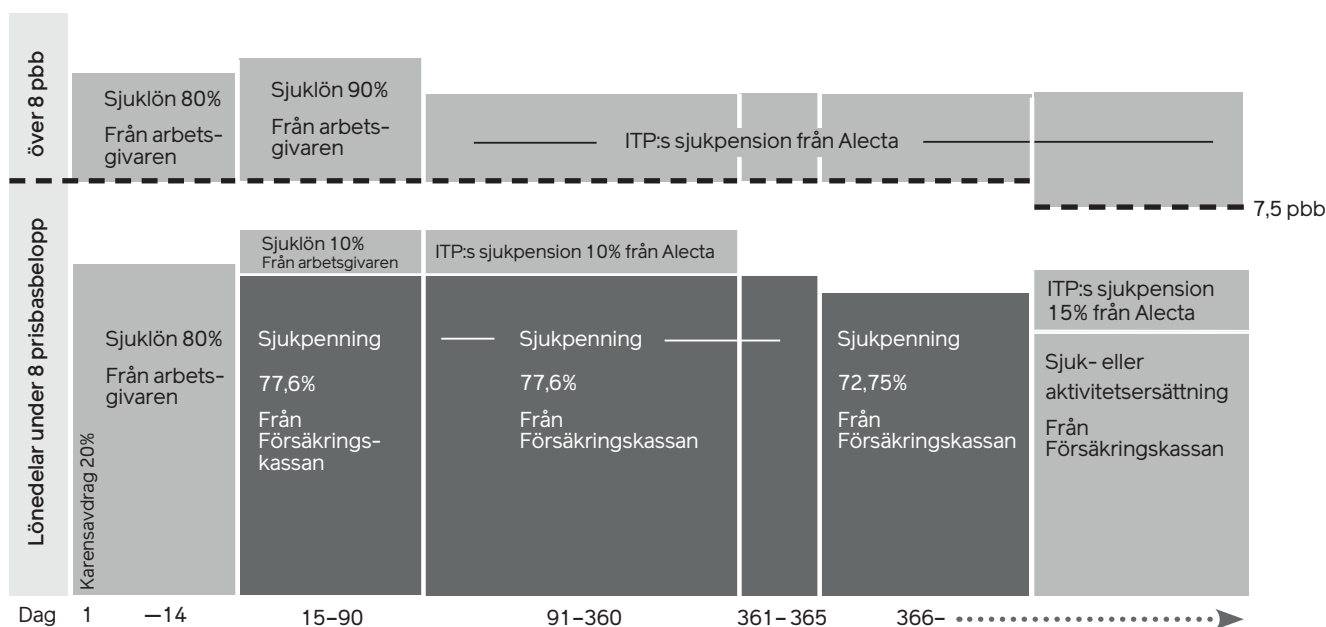 över 8 pbb
Sjuklön 80%
Från arbets-
givaren
Sjuklön 90%
Från arbets-
givaren
ITP:s sjukpension från Alecta
7,5 pbb
Lönedelar under 8 prisbasbelopp
Karensavdrag 20%
Sjuklön 80%
Från arbets-
givaren
Sjuklön 10%
Från arbetsgivaren
Sjukpenning
77,6%
Från
Försäkrings-
kassan
ITP:s sjukpension 10% från Alecta
Sjukpenning
77,6%
Från
Försäkringskassan
Sjukpenning
72,75%
Från
Försäkringskassan
ITP:s sjukpension
15% från Alecta
Sjuk- eller
aktivitetsersättning
Från
Försäkringskassan
Dag 1 –14 15–90 91–360 361–365 366–